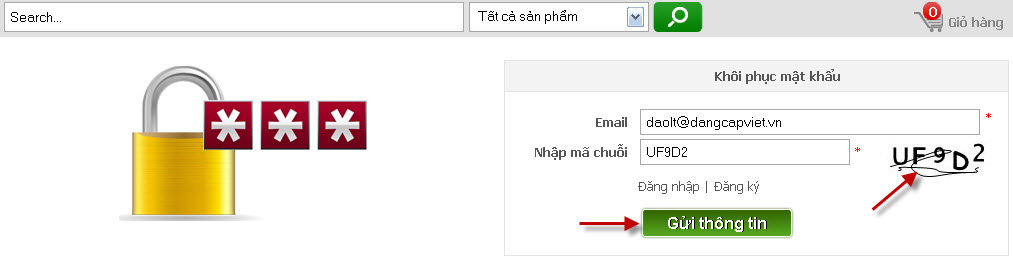 Search... Tất cả sản phẩm 0 Giỏ hàng
Khôi phục mật khẩu
Email daolt@dangcapviet.vn *
Nhập mã chuỗi UF9D2 * UF9D2
Đăng nhập | Đăng ký
Gửi thông tin